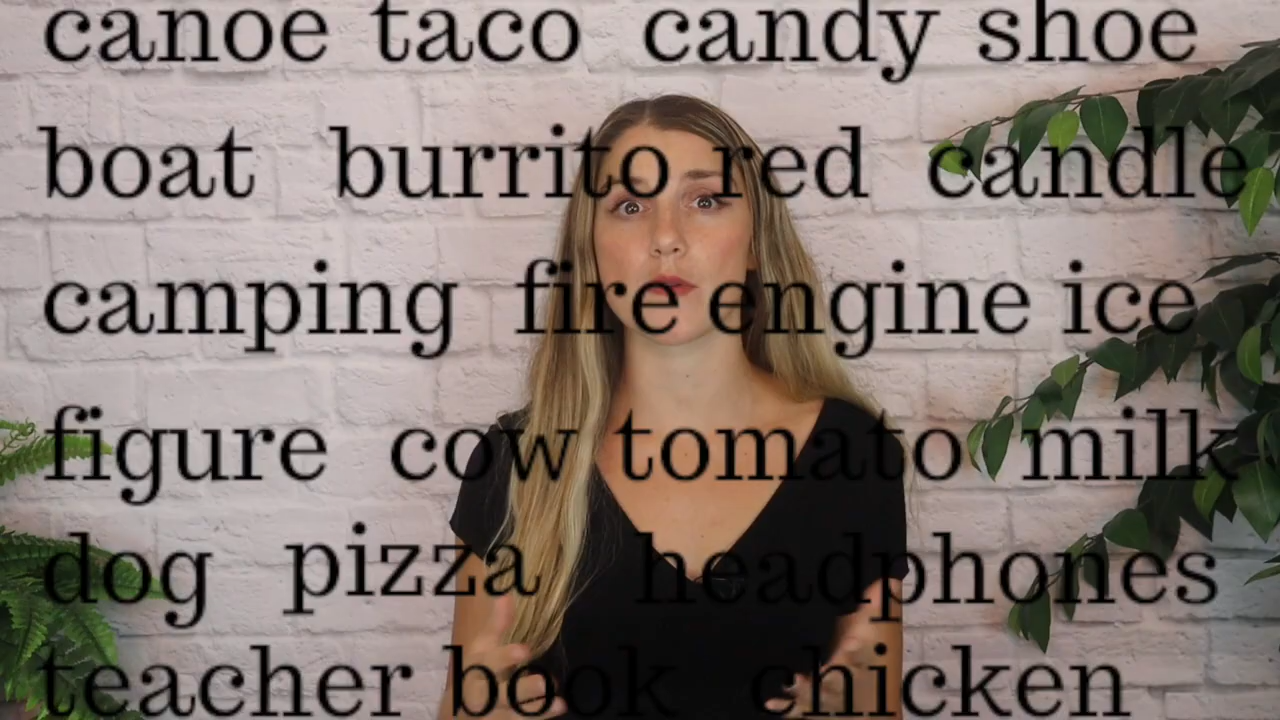 canoe taco candy shoe
boat burrito red candle
camping fire engine ice
figure cow tomato milk
dog pizza headphones
teacher book chicken